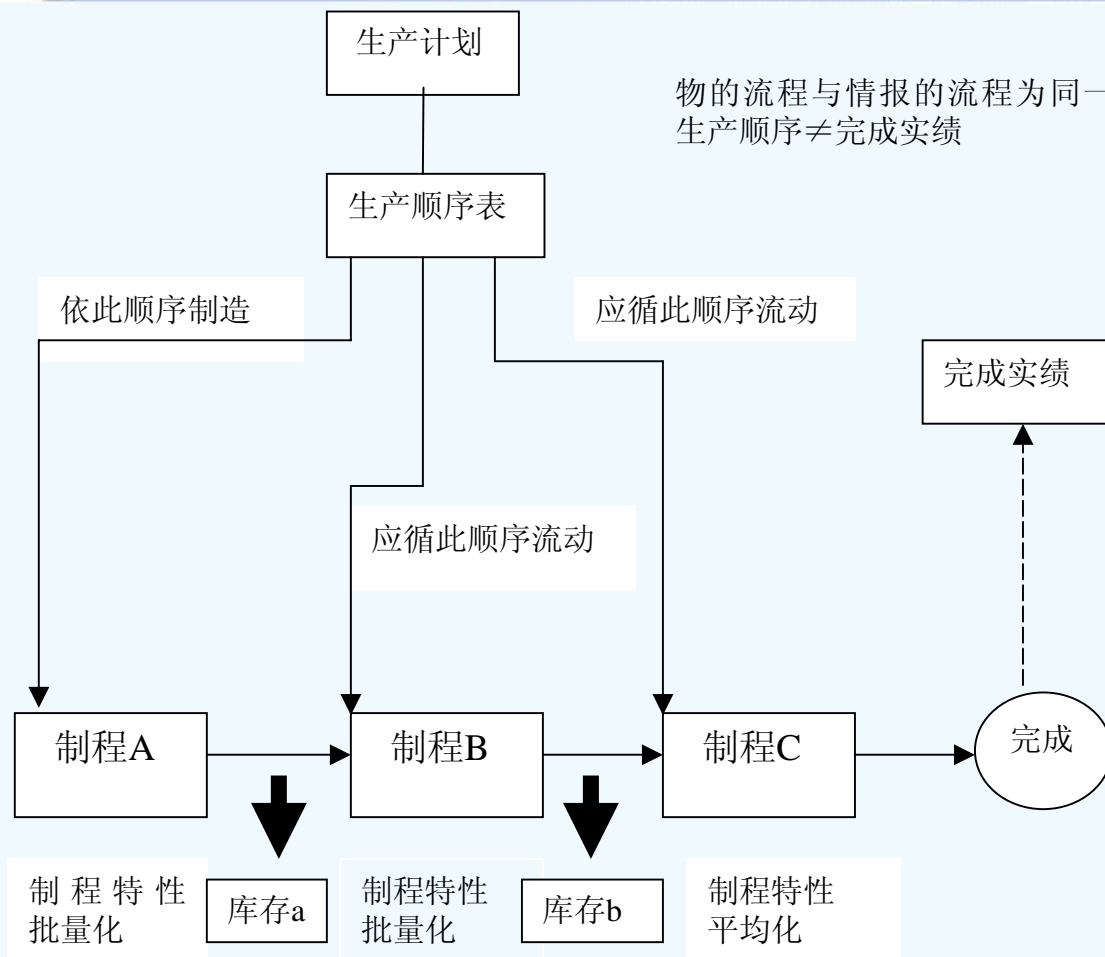 生产计划
物的流程与情报的流程为同一
生产顺序≠完成实绩
生产顺序表
依此顺序制造
应循此顺序流动
完成实绩
应循此顺序流动
制程A
制程B
制程C
完成
制程特性
批量化
库存a
制程特性
批量化
库存b
制程特性
平均化